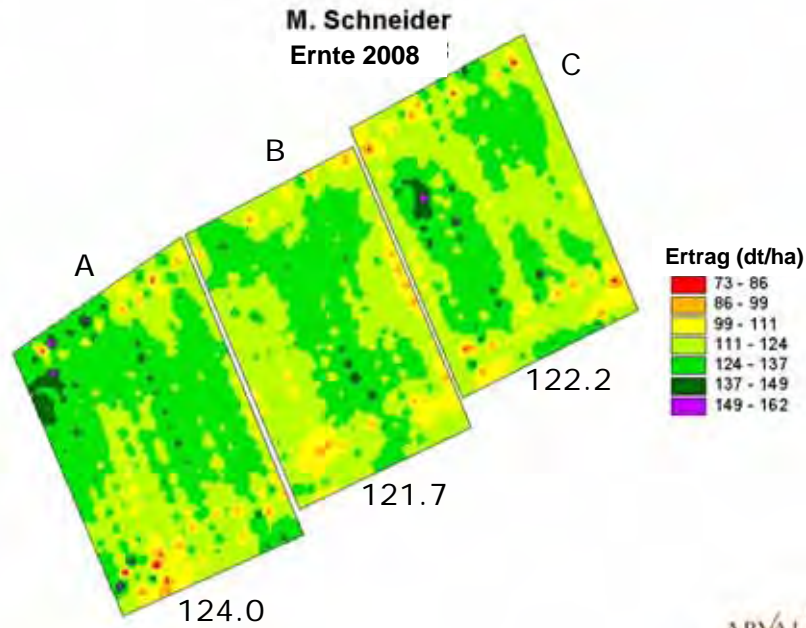 M. Schneider
Ernte 2008
C
B
A
Ertrag (dt/ha)
73 - 86
86 - 99
99 - 111
111 - 124
124 - 137
137 - 149
149 - 162
122.2
121.7
124.0